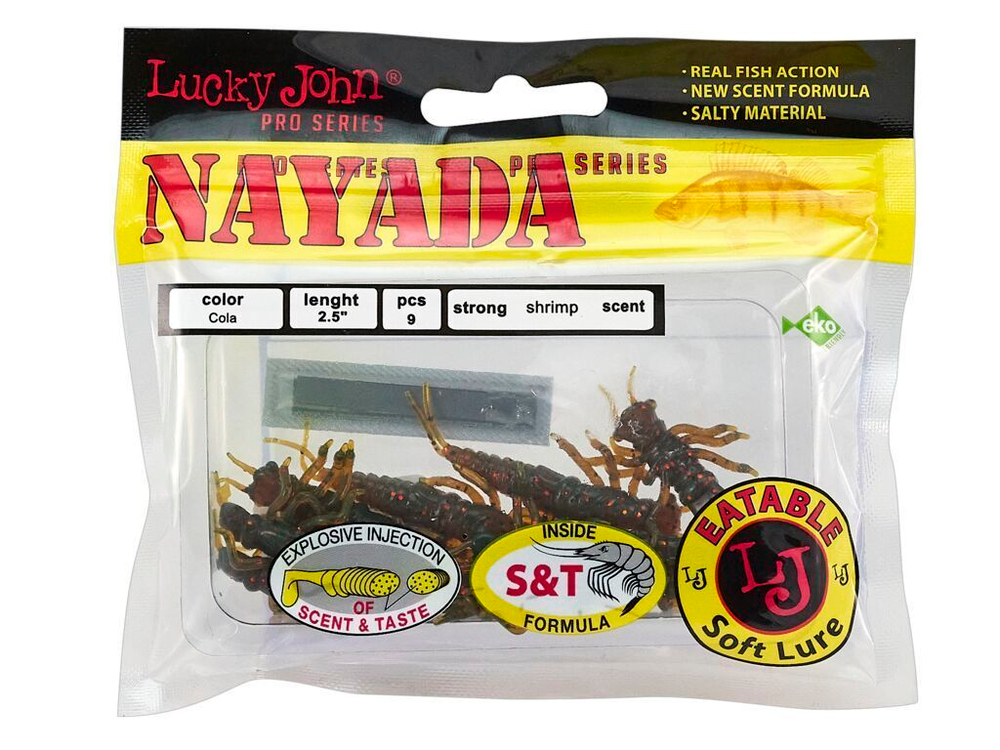 Lucky John®
PRO SERIES
· REAL FISH ACTION
· NEW SCENT FORMULA
· SALTY MATERIAL
PRO SERIES
NAYADA
color
Cola
lenght
2.5"
pcs
9
strong shrimp scent
eko
EXPLOSIVE INJECTION
OF
SCENT & TASTE
INSIDE
S&T
FORMULA
EATABLE
LJ LJ LJ
Soft Lure